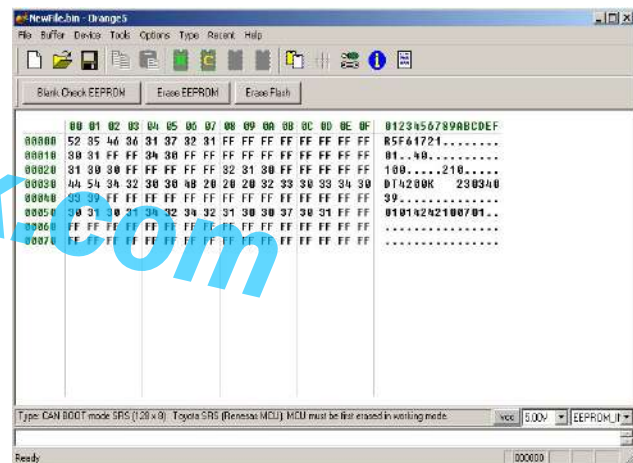 NewFile.bin - Orange5
File Buffer Device Tools Options Type Recent Help
Blank Check EEPROM Erase EEPROM Erase Flash
00 01 02 03 04 05 06 07 08 09 0A 0B 0C 0D 0E 0F 0123456789ABCDEF
00000 52 35 46 36 31 37 32 31 FF FF FF FF FF FF FF FF R5F61721........
00010 30 31 FF FF 34 30 FF FF FF FF FF FF FF FF FF FF 01..40..........
00020 31 30 30 FF FF FF FF FF 32 31 30 FF FF FF FF FF 100.....210.....
00030 44 54 34 32 30 30 4B 20 20 20 32 33 30 33 34 30 DT4200K   230340
00040 33 39 FF FF FF FF FF FF FF FF FF FF FF FF FF FF 39..............
00050 30 31 30 31 34 32 34 32 31 30 30 37 30 31 FF FF 01014242100701..
00060 FF FF FF FF FF FF FF FF FF FF FF FF FF FF FF FF ................
00070 FF FF FF FF FF FF FF FF FF FF FF FF FF FF FF FF ................
.com
Type: CAN BOOT mode SRS (128 x 8) Toyota SRS (Renesas MCU). MCU must be first erased in working mode. vcc 5.00V
Ready 000000